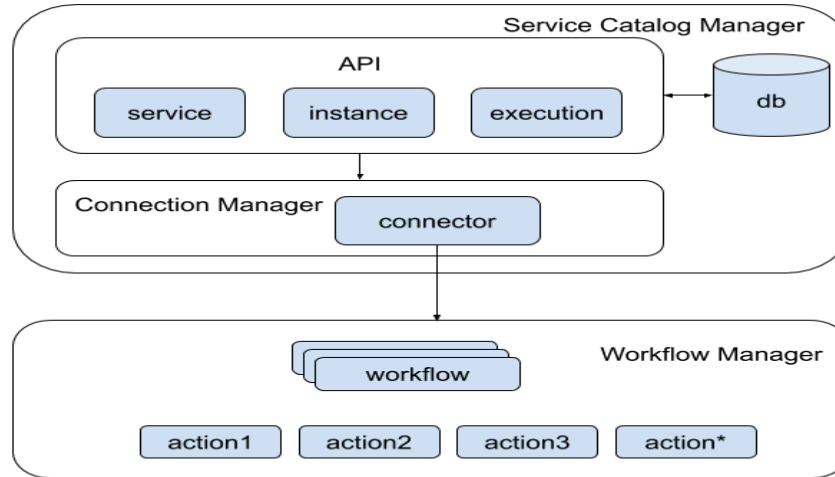 Service Catalog Manager
API
service
instance
execution
db
Connection Manager
connector
Workflow Manager
workflow
action1
action2
action3
action*